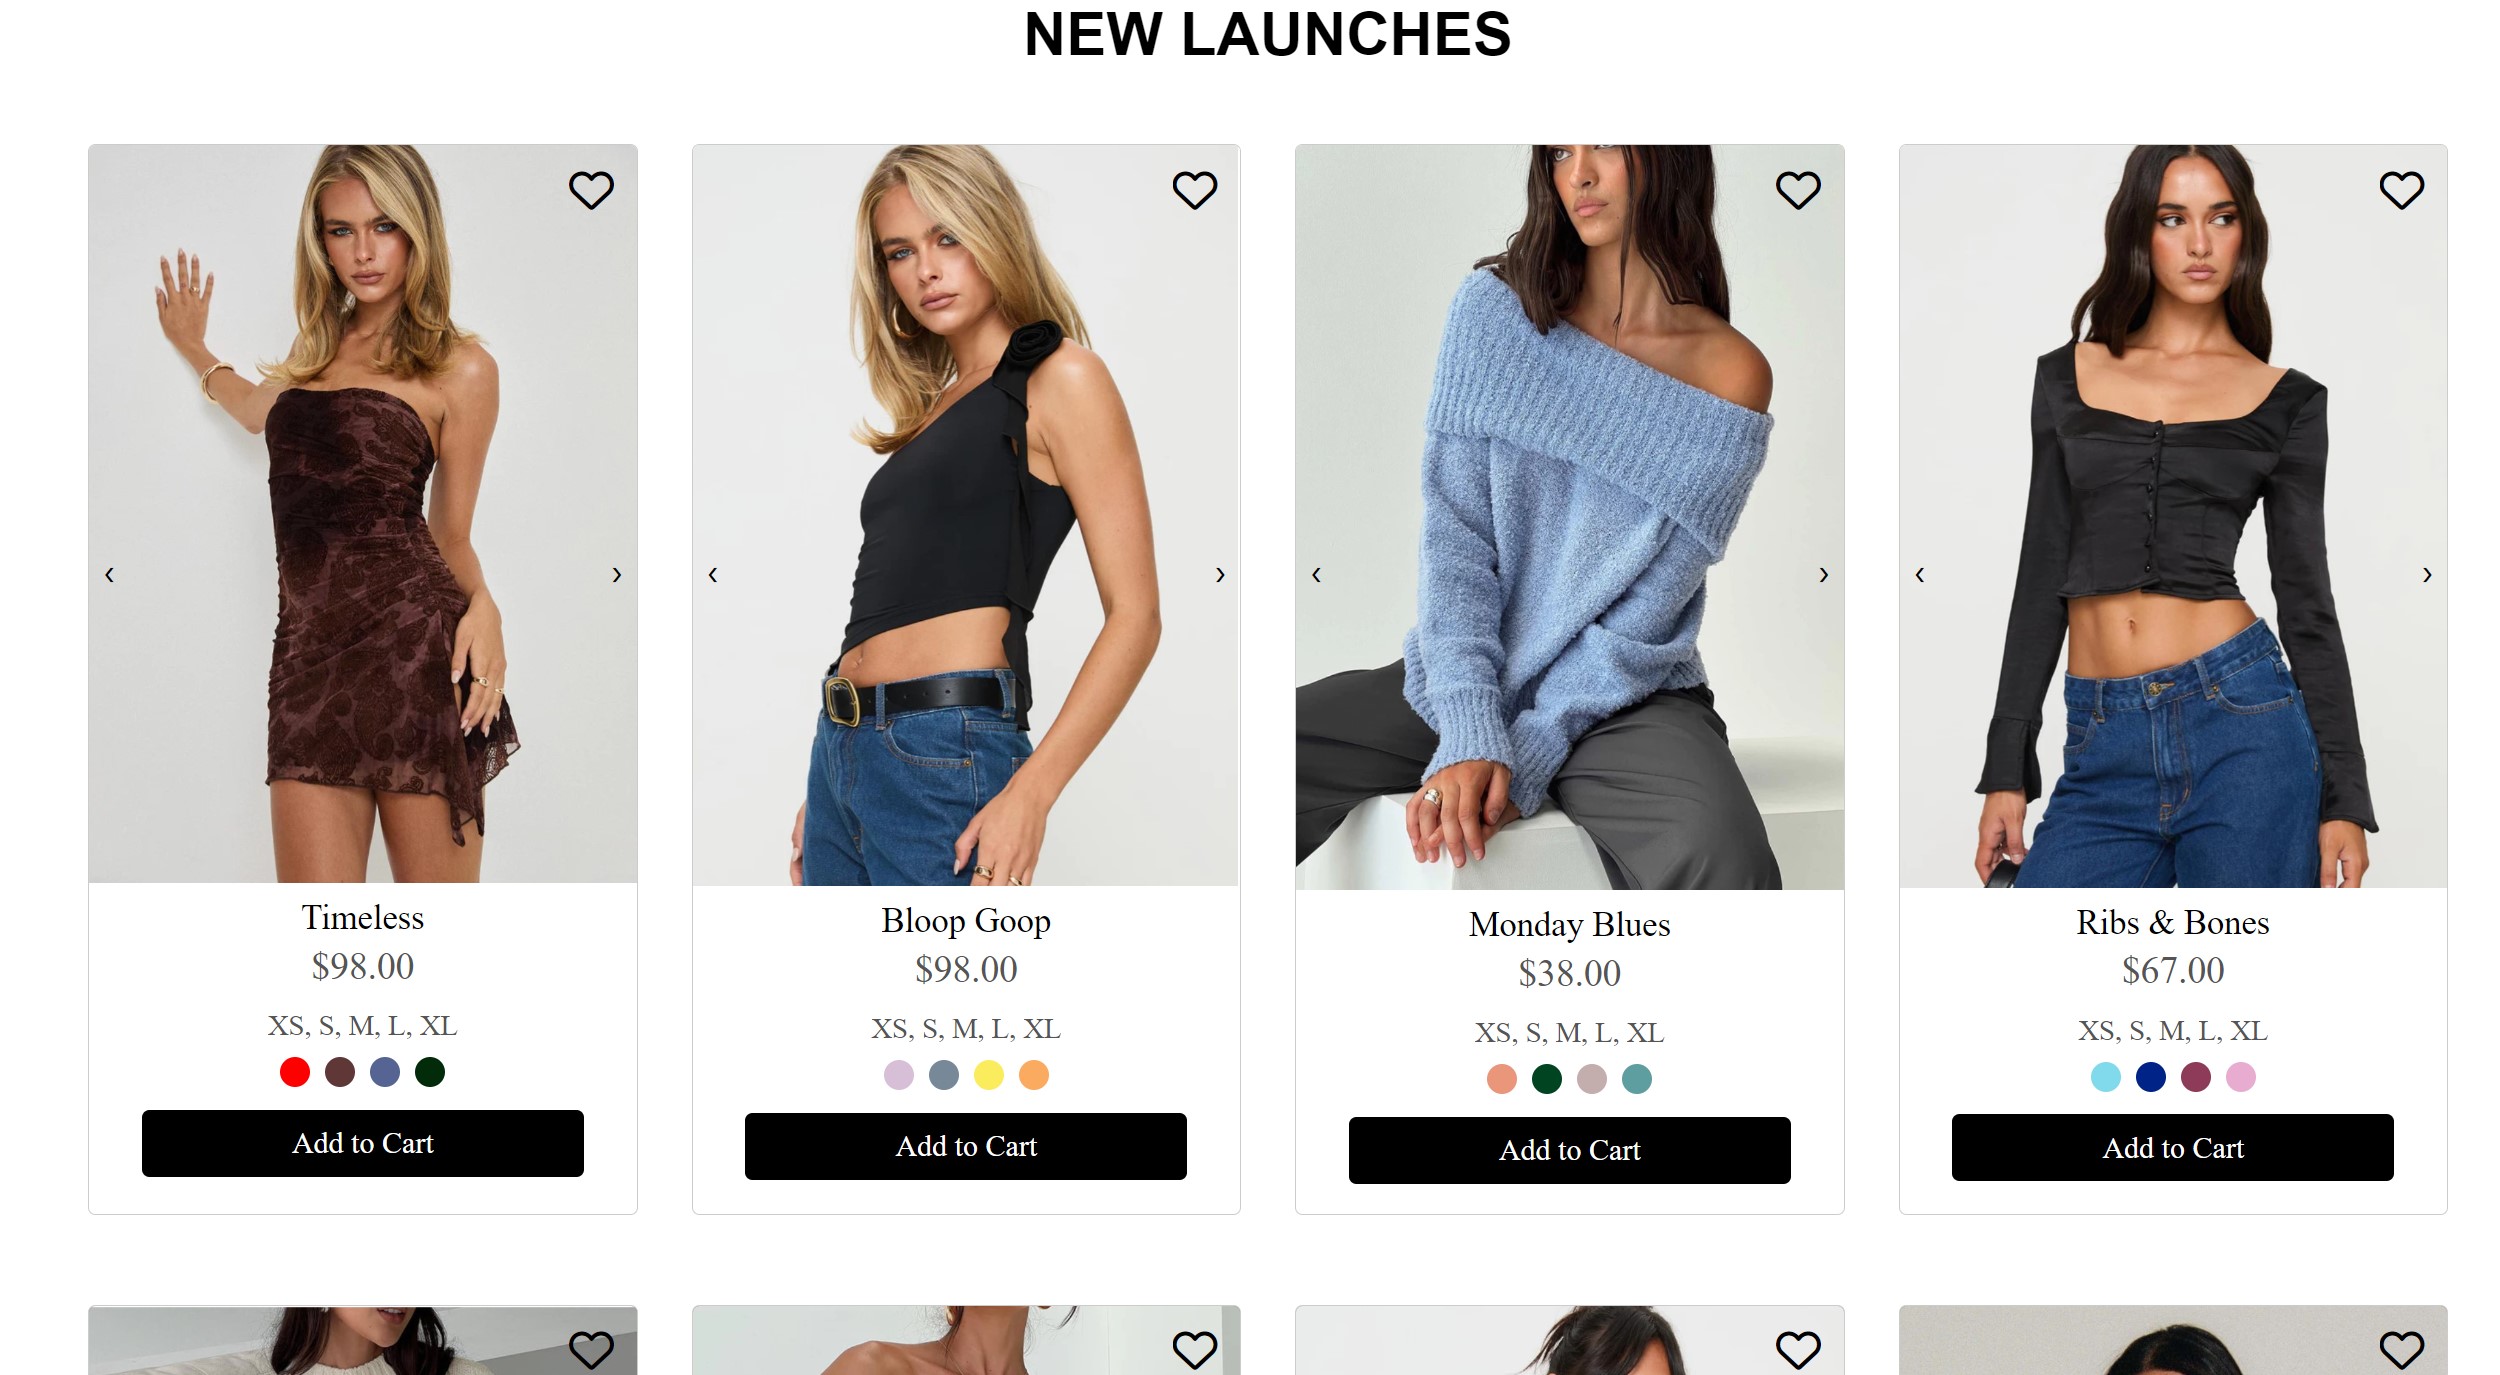 NEW LAUNCHES
Timeless
$98.00
XS, S, M, L, XL
Add to Cart
Bloop Goop
$98.00
XS, S, M, L, XL
Add to Cart
Monday Blues
$38.00
XS, S, M, L, XL
Add to Cart
Ribs & Bones
$67.00
XS, S, M, L, XL
Add to Cart